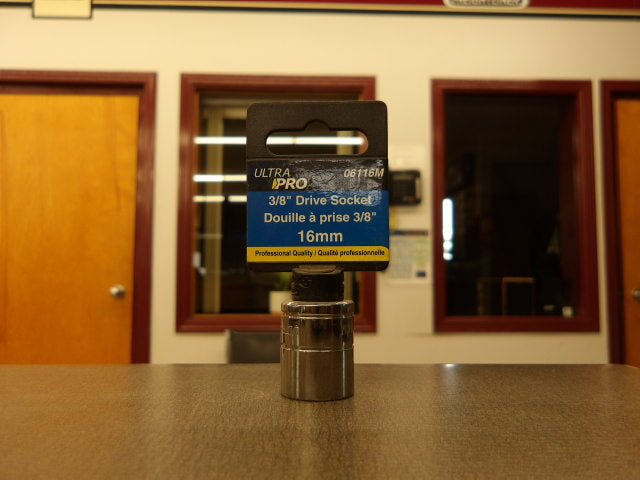 ULTRA 06116M
PRO
3/8" Drive Socket
Douille à prise 3/8"
16mm
Professional Quality / Qualité professionnelle